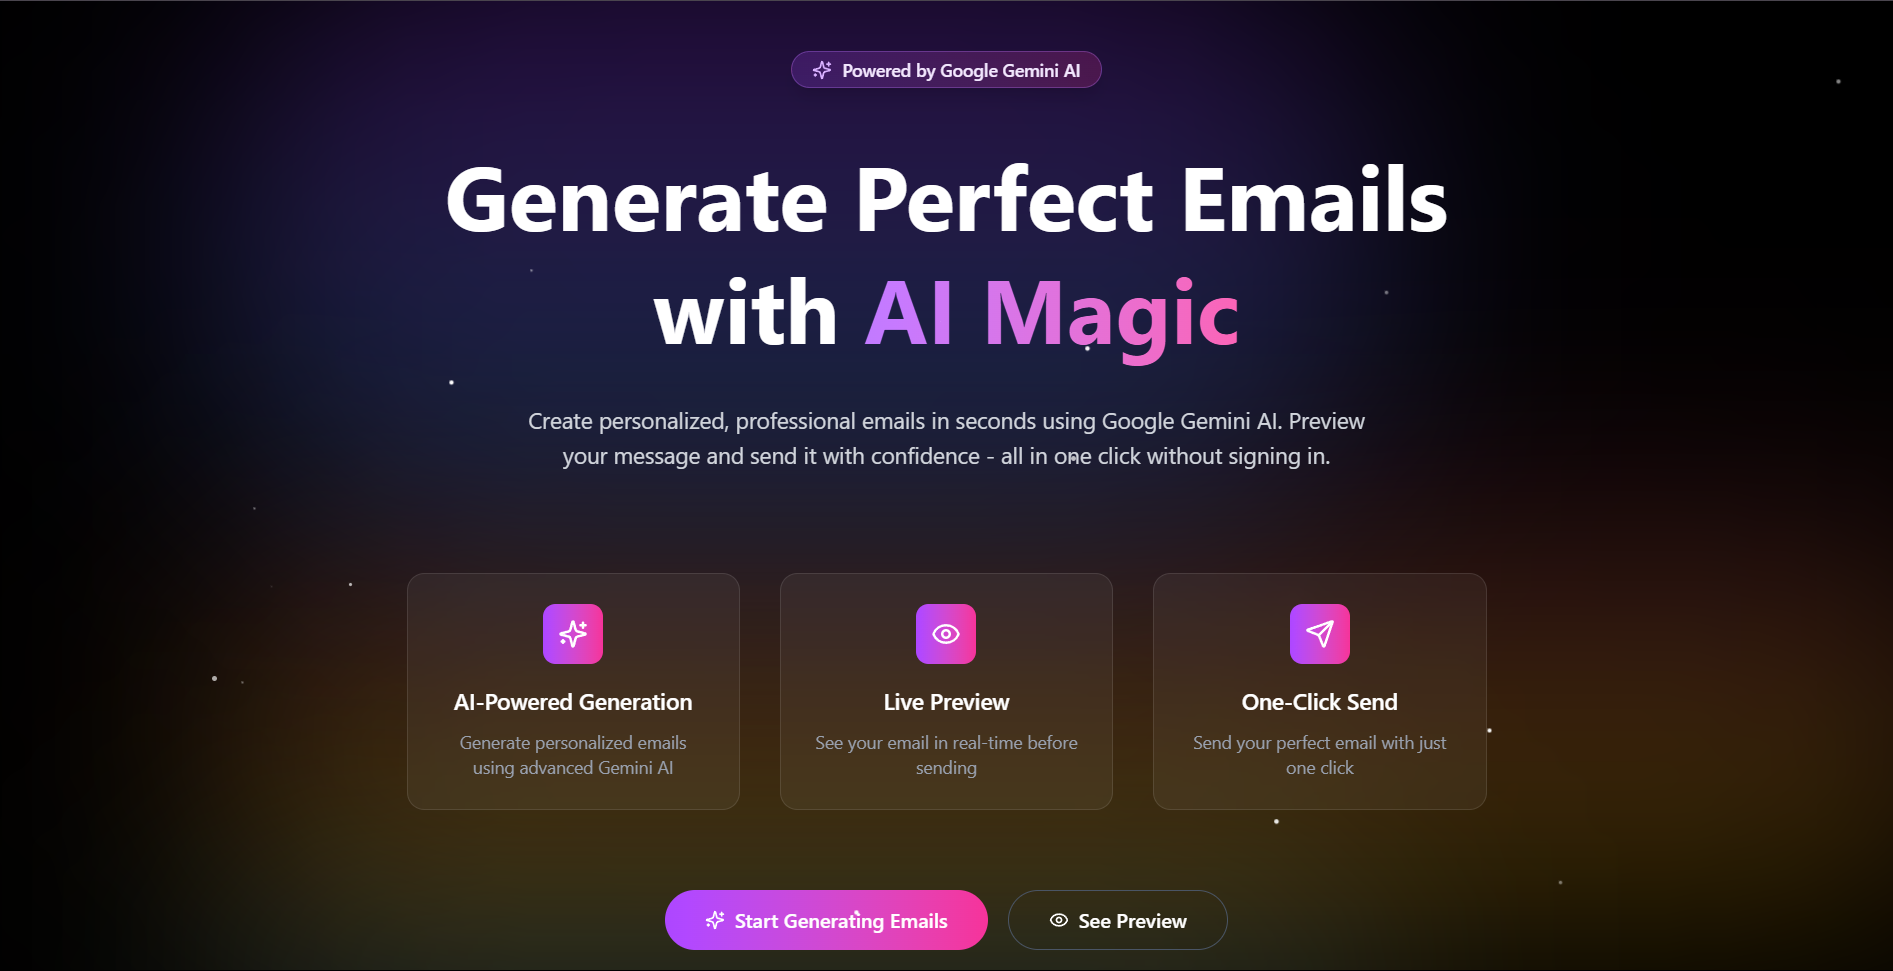 Powered by Google Gemini AI
Generate Perfect Emails
with AI Magic
Create personalized, professional emails in seconds using Google Gemini AI. Preview
your message and send it with confidence - all in one click without signing in.
AI-Powered Generation
Generate personalized emails
using advanced Gemini AI
Live Preview
See your email in real-time before
sending
One-Click Send
Send your perfect email with just
one click
Start Generating Emails
See Preview